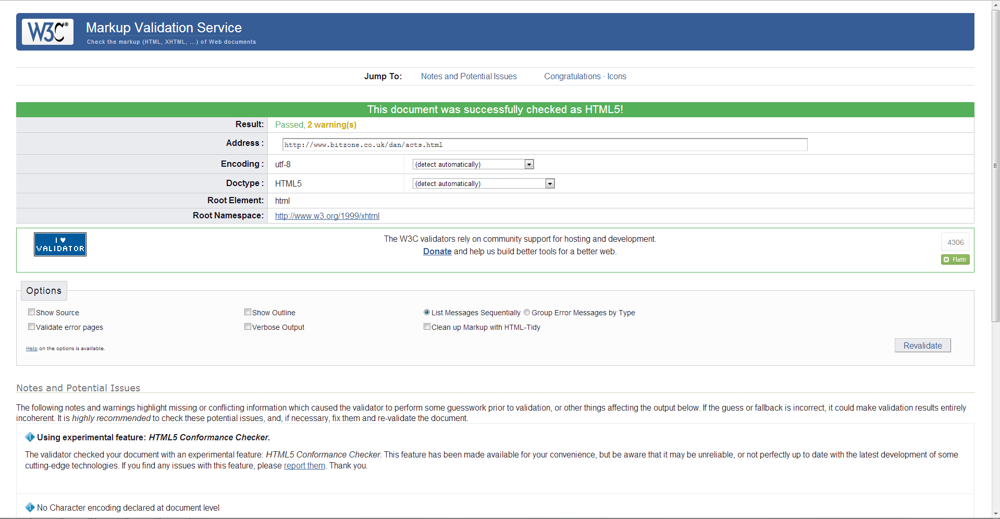 W3C®
Markup Validation Service
Check the markup (HTML, XHTML, …) of Web documents
Jump To: Notes and Potential Issues Congratulations · Icons
This document was successfully checked as HTML5!
Result: Passed, 2 warning(s)
Address : http://www.bitzone.co.uk/dan/acts.html
Encoding : utf-8 (detect automatically)
Doctype : HTML5 (detect automatically)
Root Element: html
Root Namespace: http://www.w3.org/1999/xhtml
I ♥
VALIDATOR
The W3C validators rely on community support for hosting and development.
Donate and help us build better tools for a better web.
4306
Flattr
Options
Show Source Show Outline List Messages Sequentially Group Error Messages by Type
Validate error pages Verbose Output Clean up Markup with HTML-Tidy
Help on the options is available.
Revalidate
Notes and Potential Issues
The following notes and warnings highlight missing or conflicting information which caused the validator to perform some guesswork prior to validation, or other things affecting the output below. If the guess or fallback is incorrect, it could make validation results entirely
incoherent. It is highly recommended to check these potential issues, and, if necessary, fix them and re-validate the document.
i Using experimental feature: HTML5 Conformance Checker.
The validator checked your document with an experimental feature: HTML5 Conformance Checker. This feature has been made available for your convenience, but be aware that it may be unreliable, or not perfectly up to date with the latest development of some
cutting-edge technologies. If you find any issues with this feature, please report them. Thank you.
i No Character encoding declared at document level